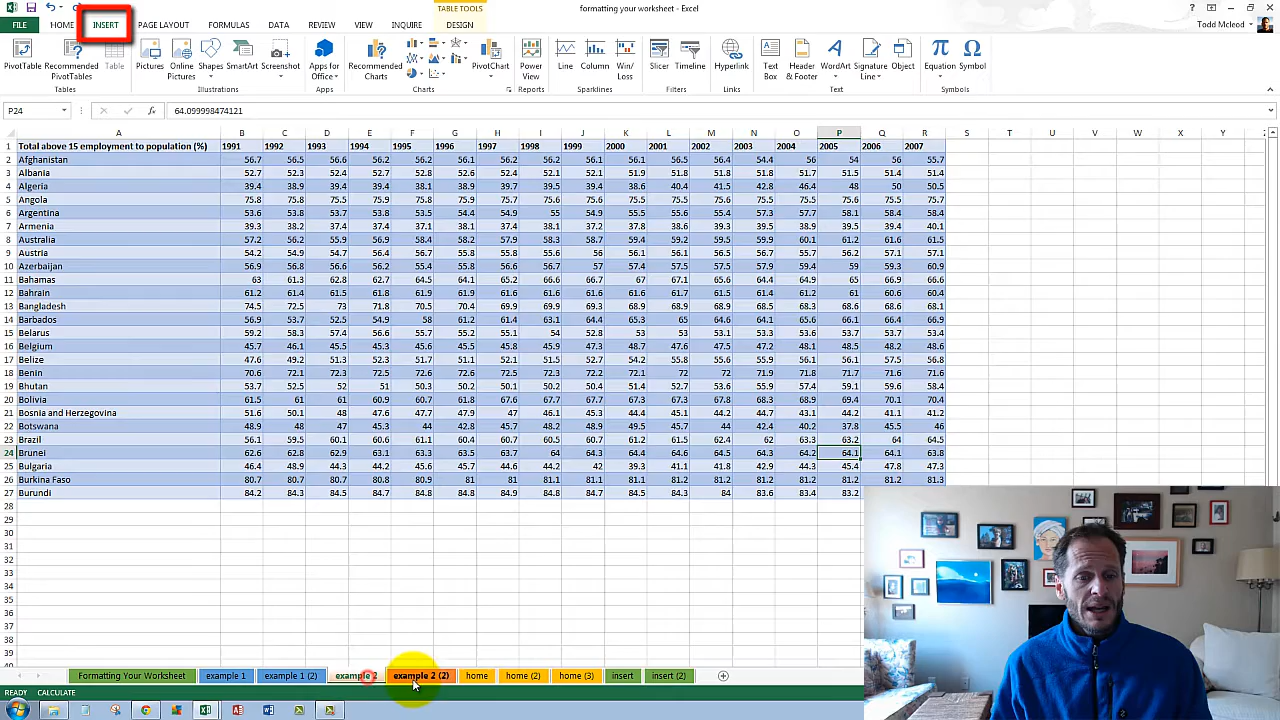 formatting your worksheet - Excel
TABLE TOOLS
FILE HOME INSERT PAGE LAYOUT FORMULAS DATA REVIEW VIEW INQUIRE DESIGN
Todd Mcleod
PivotTable Recommended PivotTables Table Pictures Online Pictures Shapes SmartArt Screenshot Apps for Office Recommended Charts PivotChart Power View Line Column Win/Loss Slicer Timeline Hyperlink Text Box Header & Footer WordArt Signature Line Object Equation Symbol
Tables Illustrations Apps Charts Reports Sparklines Filters Links Text Symbols
P24 fx 64.099998474121
A B C D E F G H I J K L M N O P Q R S T U V W X Y Z
1 Total above 15 employment to population (%) 1991 1992 1993 1994 1995 1996 1997 1998 1999 2000 2001 2002 2003 2004 2005 2006 2007
2 Afghanistan 56.7 56.5 56.6 56.2 56.2 56.1 56.2 56.2 56.1 56.2 56.5 56.4 54.4 56 54 56 55.7
3 Albania 52.7 52.3 52.4 52.7 52.8 52.6 52.4 52.1 52.1 51.9 51.8 51.8 51.8 51.7 51.5 51.4 51.4
4 Algeria 39.4 38.9 39.4 39.4 38.1 38.9 39.7 39.5 39.4 38.6 40.4 41.5 42.8 46.4 48 50 50.5
5 Angola 75.8 75.8 75.5 75.9 75.8 75.9 75.7 75.7 75.6 75.5 75.5 75.6 75.5 75.6 75.6 75.5 75.7
6 Argentina 53.6 53.7 53.7 53.8 53.5 54.4 54.9 55 54.9 55.5 55.6 55.4 57.3 57.7 58.1 58.4 58.4
7 Armenia 39.3 38.2 37.4 37.4 37.1 37.1 37.4 38.1 37.2 37.8 38.6 39.3 39.5 38.9 39.5 39.4 40.1
8 Australia 57.2 56.2 55.9 56.9 58.4 58.2 57.9 58.3 58.7 59.4 59.2 59.5 59.9 60.1 61.2 61.6 61.5
9 Austria 54.2 54.9 54.7 56.4 56.7 55.8 55.8 55.6 56 56.1 56.5 56.7 56.9 55.7 56.2 57.1 57.1
10 Azerbaijan 56.9 56.8 56.6 56.2 55.4 55.8 56.6 56.7 57 57.4 57.5 57.5 57.9 59.4 59 59.3 60.9
11 Bahamas 63 61.3 62.8 62.7 64.5 64.1 65.2 66.6 66.7 67 67.1 65.6 64.4 64.9 65 66.9 66.6
12 Bahrain 61.2 61.4 61.5 61.8 61.9 61.9 61.6 61.6 61.6 61.6 61.5 61.6 61.4 61.2 61 60.6 60.4
13 Bangladesh 74.5 72.5 73 71.8 70.5 70.4 69.9 69.9 69.3 68.9 68.9 68.9 68.5 68.3 68.6 68.6 68.1
14 Barbados 56.9 53.7 52.5 54.9 58 61.2 61.4 63.1 64.4 65.3 65 64.6 64.1 65.6 66.1 66.4 66.9
15 Belarus 59.2 58.3 57.4 56.6 55.7 55.2 55.1 54 52.8 53 53 53.1 53.3 53.6 53.7 53.7 53.4
16 Belgium 45.7 46.1 45.5 45.3 45.6 45.5 45.8 45.9 47.3 48.7 47.6 47.5 47.2 48.1 48.5 48.2 48.6
17 Belize 47.6 49.2 51.3 52.3 51.7 51.1 52.1 51.5 52.7 54.2 55.8 55.6 55.9 56.1 56.1 57.5 56.8
18 Benin 70.6 72.1 72.3 72.5 72.6 71.8 72.4 72.3 72.2 72.1 72 72 71.9 71.8 71.7 71.6 71.6
19 Bhutan 53.7 52.5 52 51 50.3 50.2 50.1 50.2 50.4 51.4 52.7 53.6 55.9 57.4 59.1 59.6 58.4
20 Bolivia 61.5 61 61 60.9 60.7 61.8 67.6 67.7 67.7 67.3 67.3 67.8 68.3 68.9 69.4 70.1 70.4
21 Bosnia and Herzegovina 51.6 50.1 48 47.6 47.7 47.9 47 46.1 45.3 44.4 45.1 44.2 44.7 43.1 44.2 41.1 41.2
22 Botswana 48.9 48 47 45.3 44 46.7 45.7 48.2 48.5 49.5 45.7 44 42.4 40.2 37.8 45.5 46
23 Brazil 56.1 59.5 60.1 60.6 61.1 60.4 60.7 60.5 60.7 61.2 61.5 62.4 62 63.3 63.2 64 64.5
24 Brunei 62.6 62.8 62.9 63.1 63.3 63.5 63.7 64 64.3 64.4 64.6 64.5 64.3 64.2 64.1 64.1 63.8
25 Bulgaria 46.4 48.9 44.3 44.2 45.6 45.7 44.6 44.2 42 39.3 41.1 41.8 42.9 44.3 45.4 47.8 47.3
26 Burkina Faso 80.7 80.7 80.7 80.8 80.9 81 81 81.1 81.1 81.1 81.2 81.2 81.2 81.2 81.2 81.2 81.3
27 Burundi 84.2 84.3 84.5 84.7 84.8 84.9 84.8 84.7 84.5 84.3 84 83.6 83.4 83.2
28
29
30
31
32
33
34
35
36
37
38
39
Formatting Your Worksheet example 1 example 1 (2) example 2 example 2 (2) home home (2) home (3) insert insert (2)
READY CALCULATE